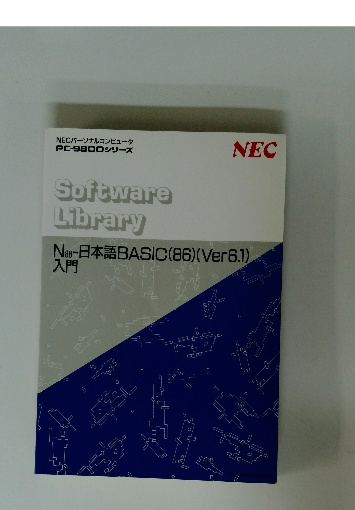 NECパーソナルコンピュータ
PC-9800シリーズ
NEC
Software
Library
N88-日本語BASIC(86)(Ver6.1)
入門